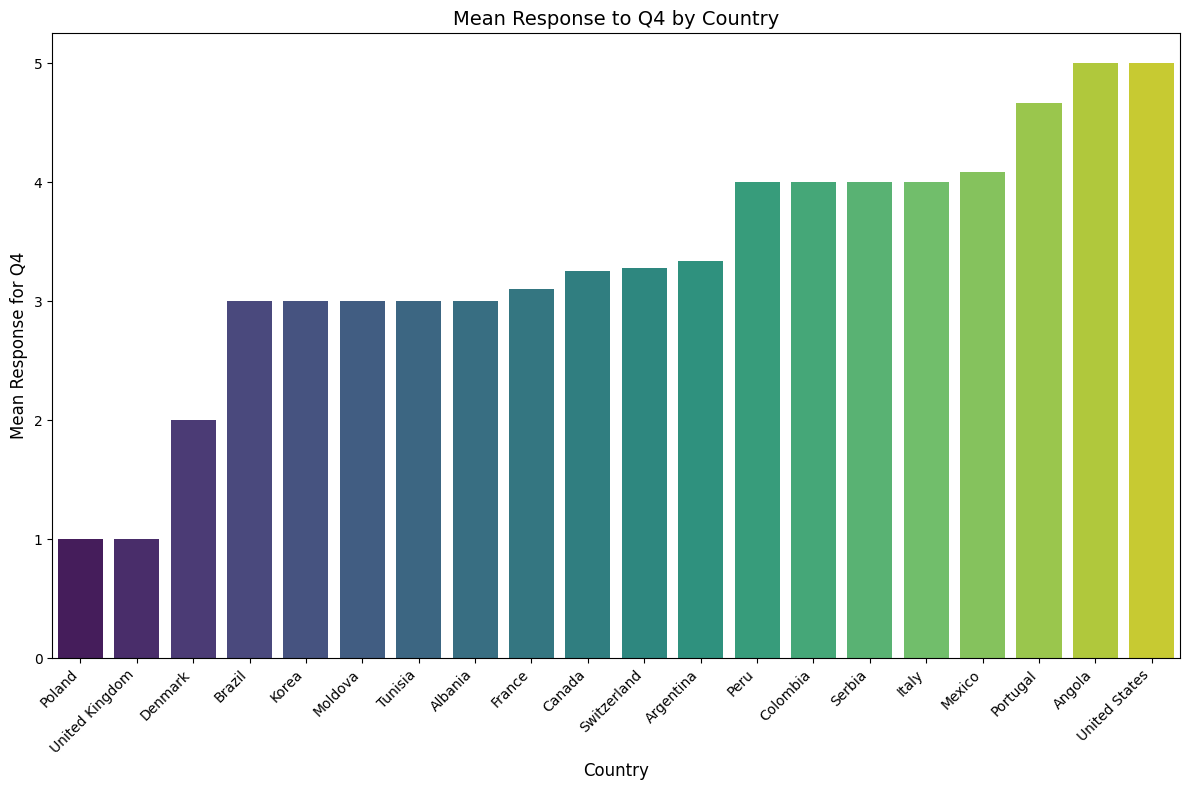 Mean Response to Q4 by Country
Mean Response for Q4
5
4
3
2
1
0
Poland
United Kingdom
Denmark
Brazil
Korea
Moldova
Tunisia
Albania
France
Canada
Switzerland
Argentina
Peru
Colombia
Serbia
Italy
Mexico
Portugal
Angola
United States
Country